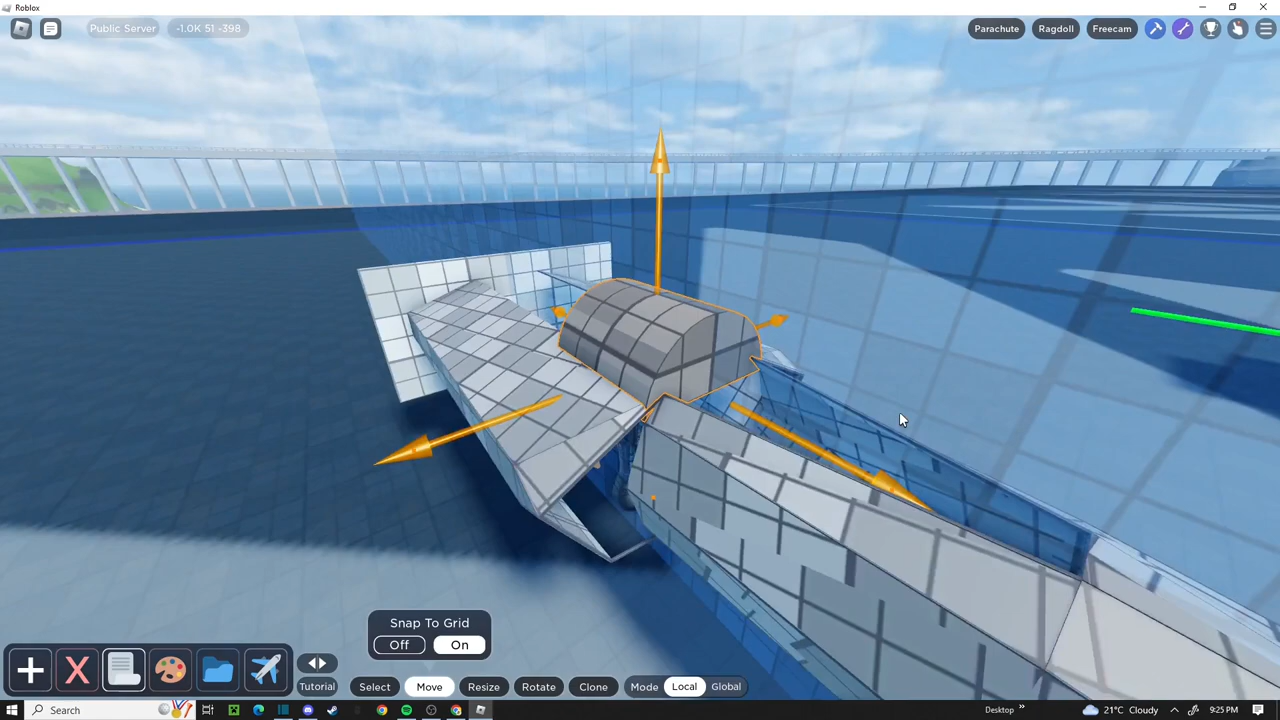 Roblox
Public Server
-1.0K 51 -398
Parachute
Ragdoll
Freecam
Snap To Grid
Off
On
Tutorial
Select
Move
Resize
Rotate
Clone
Mode
Local
Global
Search
Desktop
21°C Cloudy
9:25 PM